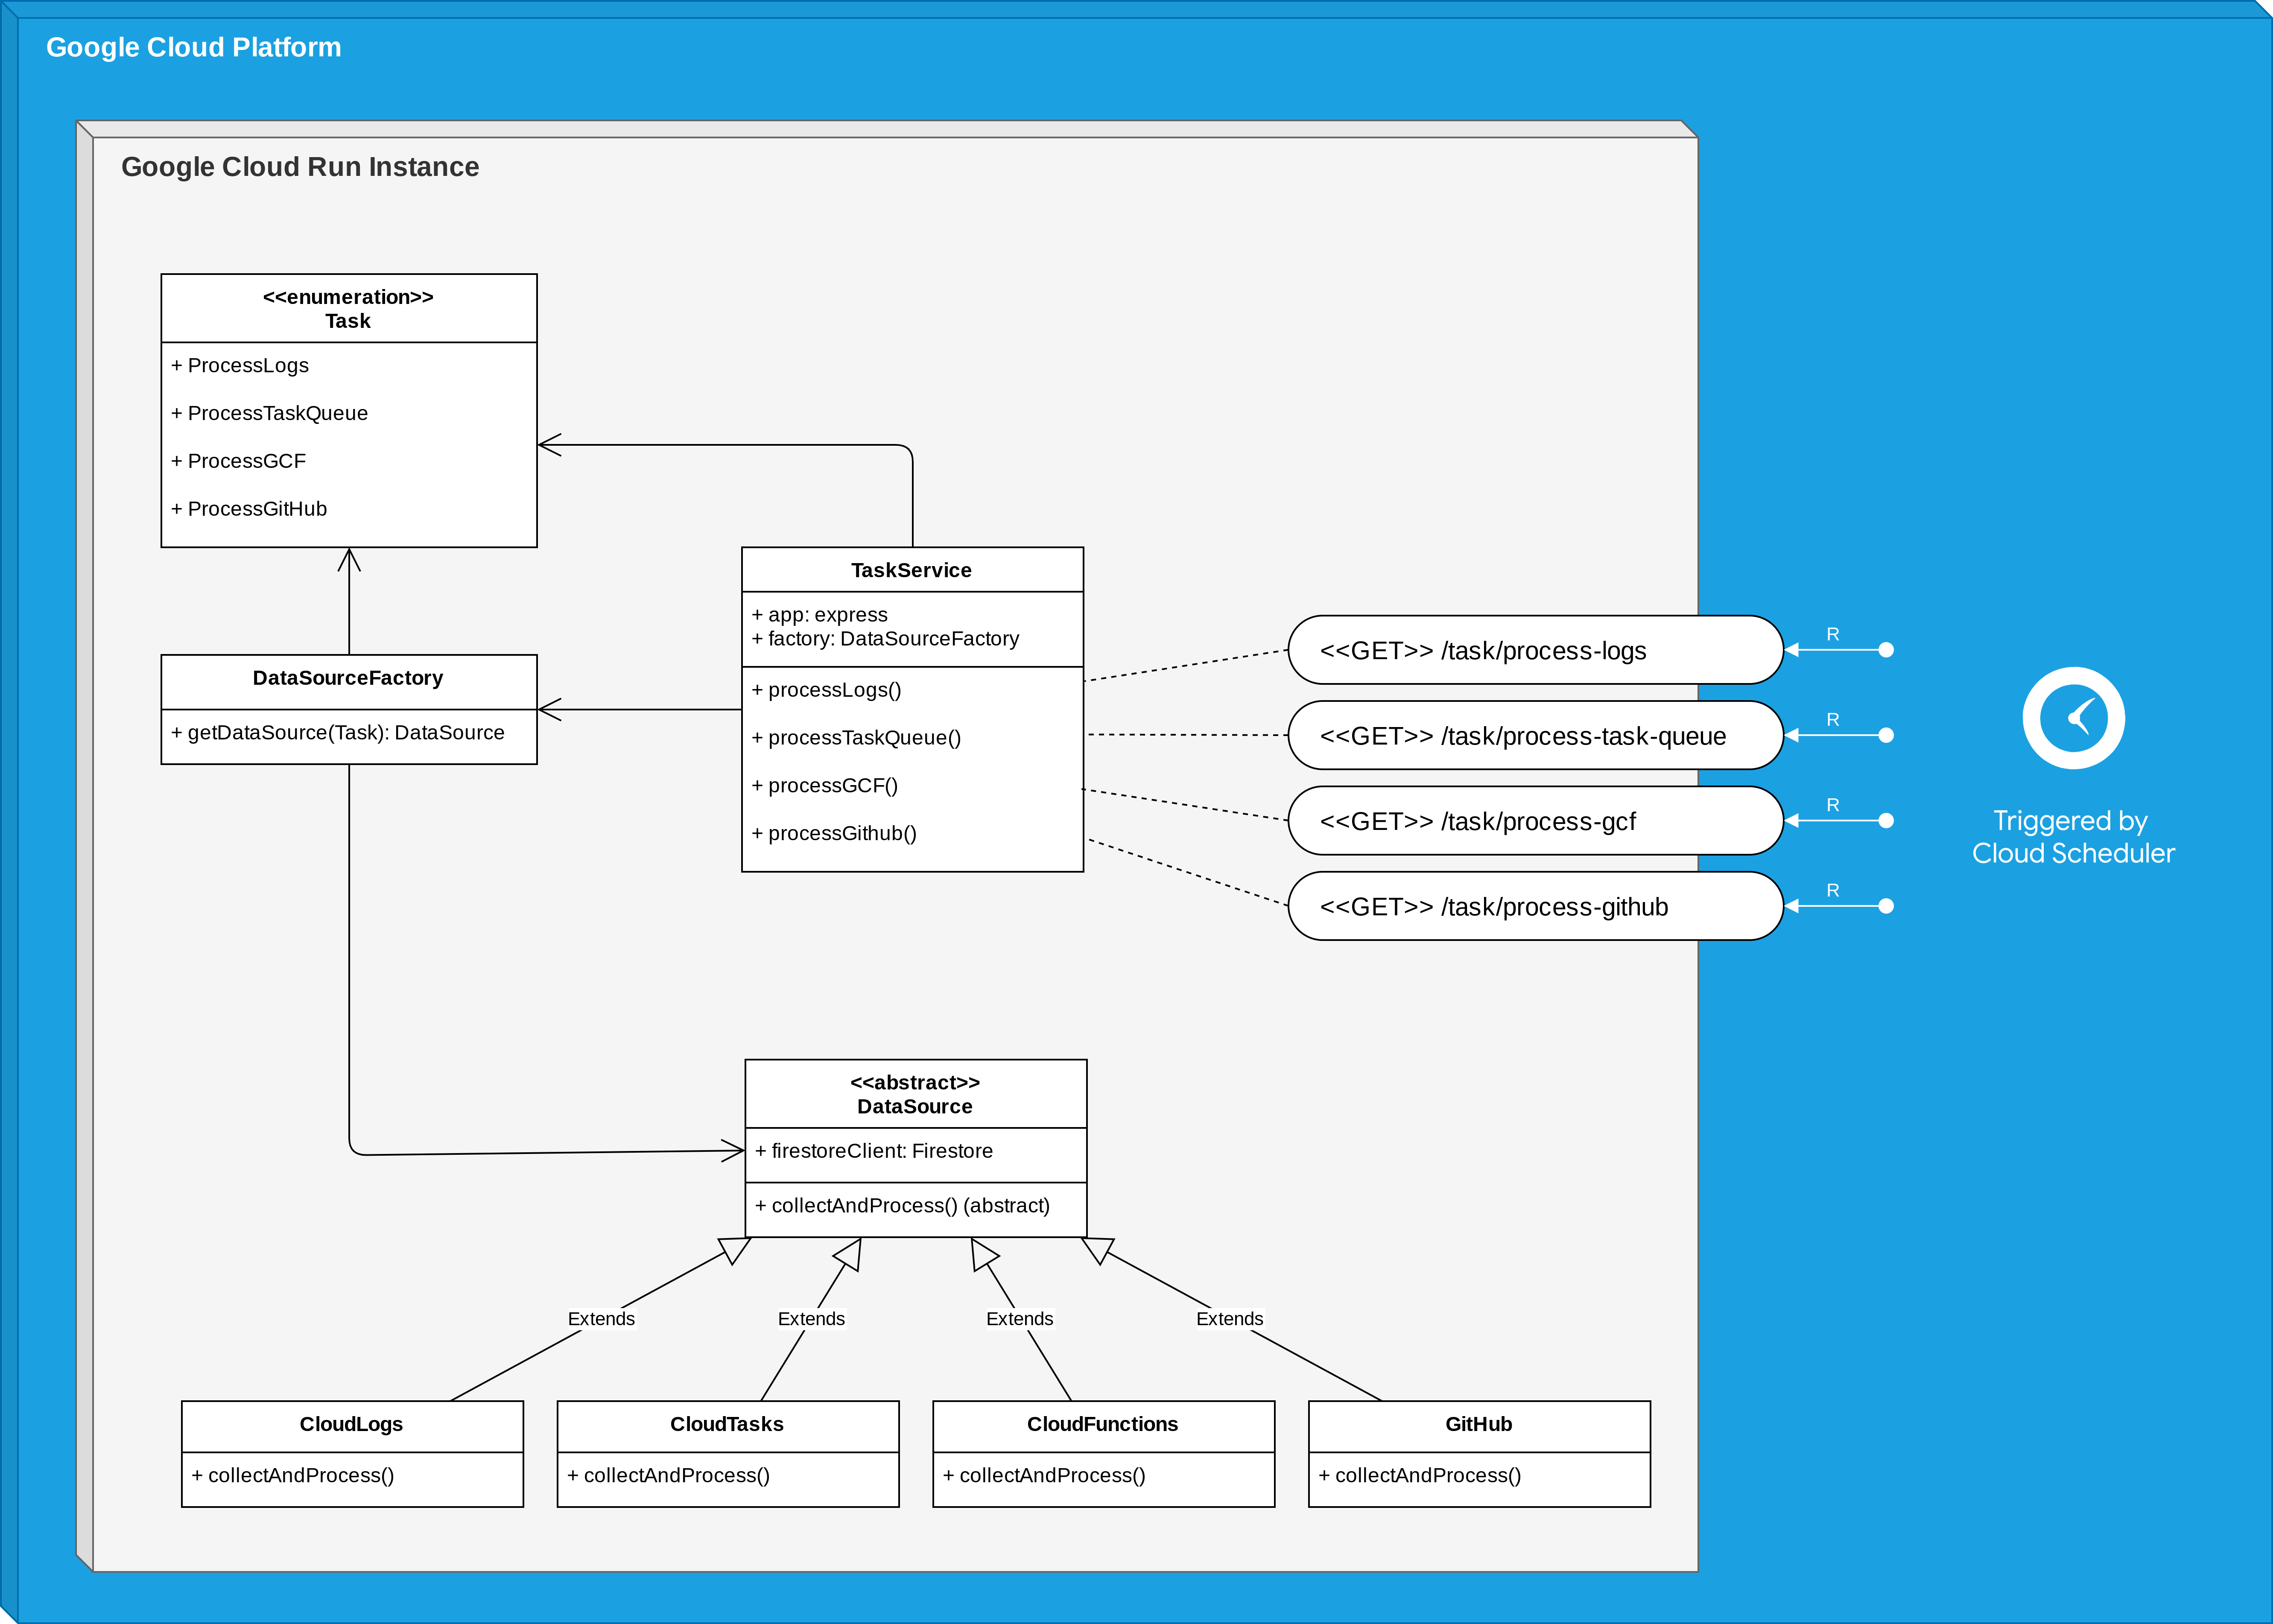 Google Cloud Platform
Google Cloud Run Instance
<<enumeration>>
Task
+ ProcessLogs
+ ProcessTaskQueue
+ ProcessGCF
+ ProcessGitHub
DataSourceFactory
+ getDataSource(Task): DataSource
TaskService
+ app: express
+ factory: DataSourceFactory
+ processLogs()
+ processTaskQueue()
+ processGCF()
+ processGithub()
<<GET>> /task/process-logs
R
<<GET>> /task/process-task-queue
R
<<GET>> /task/process-gcf
R
<<GET>> /task/process-github
R
Triggered by
Cloud Scheduler
<<abstract>>
DataSource
+ firestoreClient: Firestore
+ collectAndProcess() (abstract)
Extends
Extends
Extends
Extends
CloudLogs
+ collectAndProcess()
CloudTasks
+ collectAndProcess()
CloudFunctions
+ collectAndProcess()
GitHub
+ collectAndProcess()